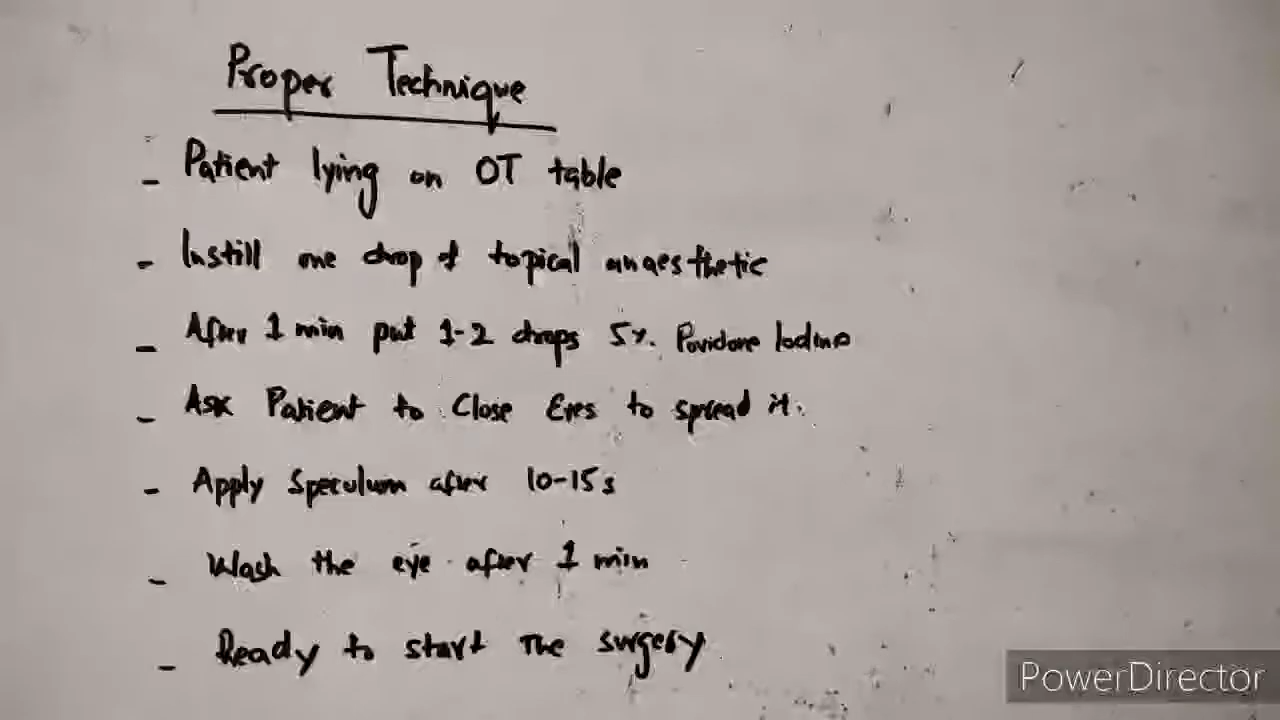 Proper Technique
- Patient lying on OT table
- Instill one drop of topical anaesthetic
- After 1 min put 1-2 drops 5%. Povidone Iodine
- Ask Patient to Close Eyes to spread it.
- Apply Speculum after 10-15s
- Wash the eye after 1 min
- Ready to start the surgery
PowerDirector